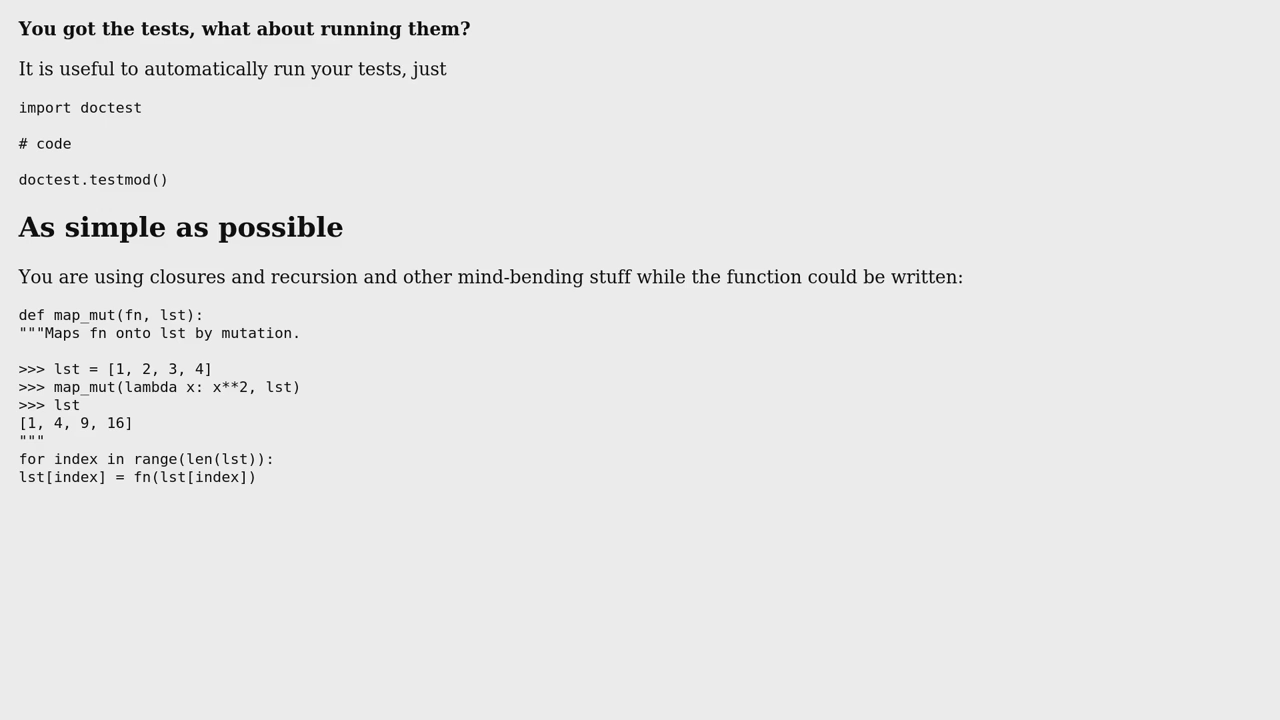 You got the tests, what about running them?
It is useful to automatically run your tests, just
import doctest
# code
doctest.testmod()
As simple as possible
You are using closures and recursion and other mind-bending stuff while the function could be written:
def map_mut(fn, lst):
"""Maps fn onto lst by mutation.
>>> lst = [1, 2, 3, 4]
>>> map_mut(lambda x: x**2, lst)
>>> lst
[1, 4, 9, 16]
"""
for index in range(len(lst)):
lst[index] = fn(lst[index])